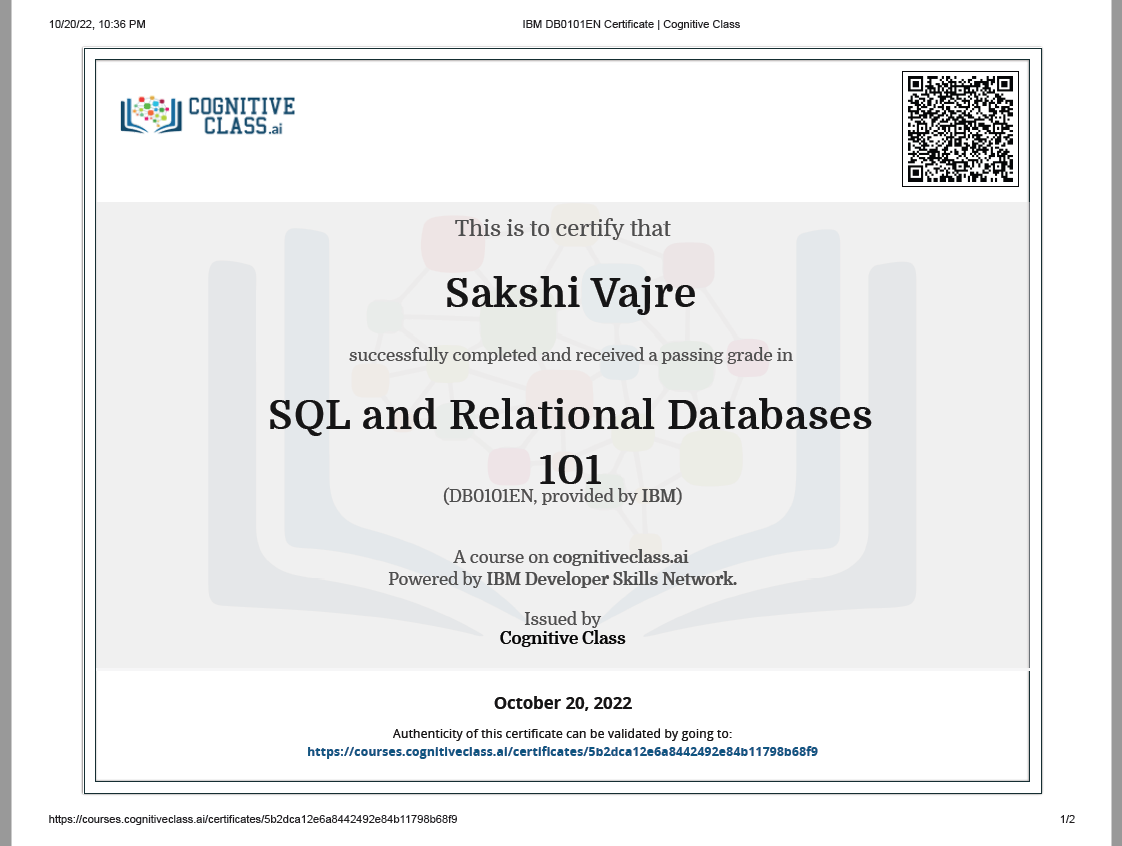 10/20/22, 10:36 PM
IBM DB0101EN Certificate | Cognitive Class
COGNITIVE
CLASS.ai
This is to certify that
Sakshi Vajre
successfully completed and received a passing grade in
SQL and Relational Databases
101
(DB0101EN, provided by IBM)
A course on cognitiveclass.ai
Powered by IBM Developer Skills Network.
Issued by
Cognitive Class
October 20, 2022
Authenticity of this certificate can be validated by going to:
https://courses.cognitiveclass.ai/certificates/5b2dca12e6a8442492e84b11798b68f9
https://courses.cognitiveclass.ai/certificates/5b2dca12e6a8442492e84b11798b68f9
1/2